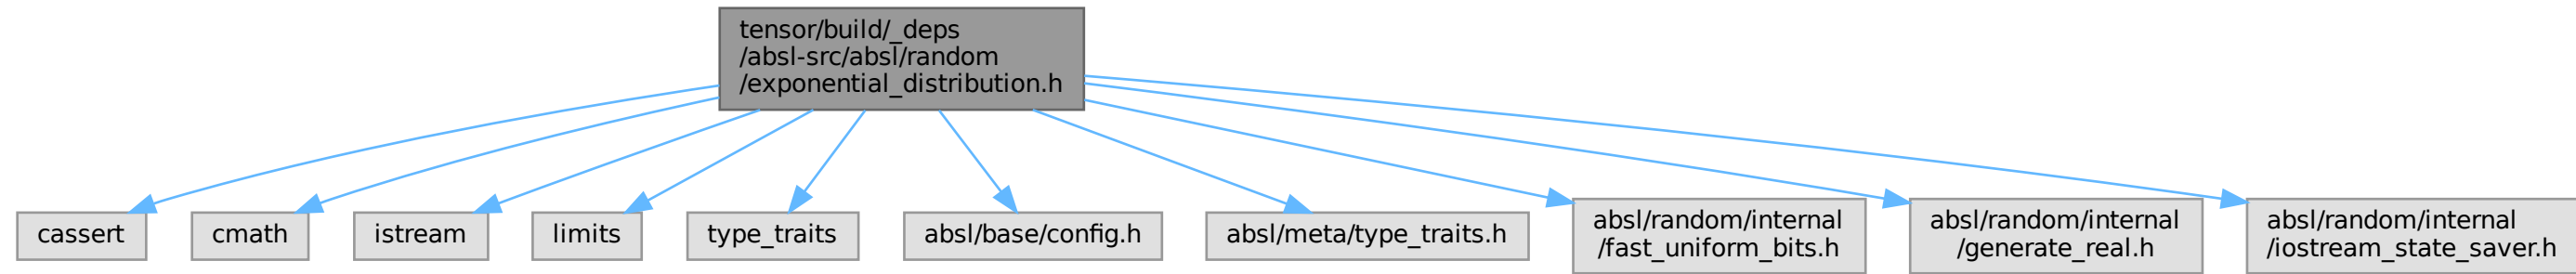 tensor/build/_deps
/absl-src/absl/random
/exponential_distribution.h
cassert
cmath
istream
limits
type_traits
absl/base/config.h
absl/meta/type_traits.h
absl/random/internal
/fast_uniform_bits.h
absl/random/internal
/generate_real.h
absl/random/internal
/iostream_state_saver.h